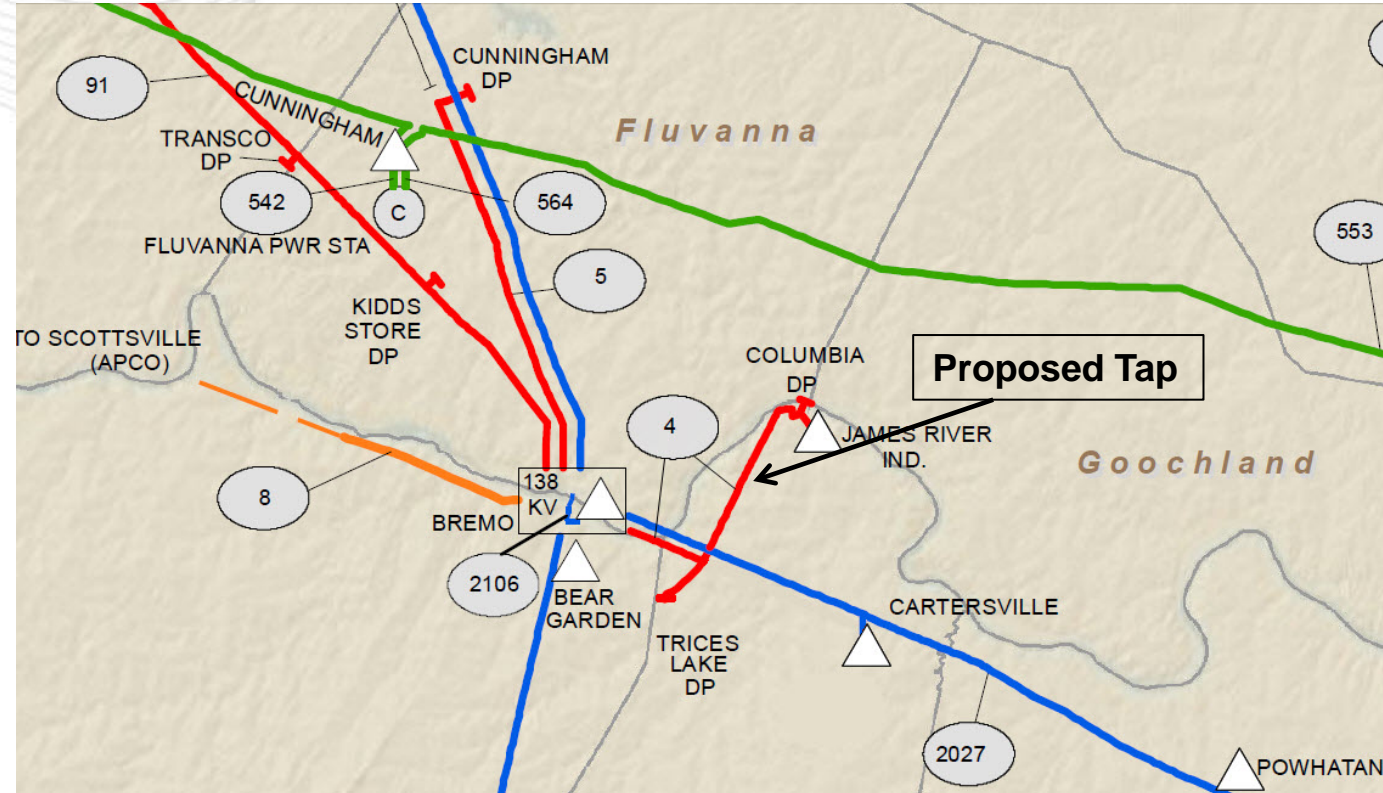 CUNNINGHAM
DP
91
CUNNINGHAM
Fluvanna
TRANSCO
DP
542
C
564
553
FLUVANNA PWR STA
5
KIDDS
STORE
DP
TO SCOTTSVILLE
(APCO)
COLUMBIA
DP
Proposed Tap
4
JAMES RIVER
IND.
Goochland
8
138
KV
BREMO
2106
BEAR
GARDEN
CARTERSVILLE
TRICES
LAKE
DP
2027
POWHATAN